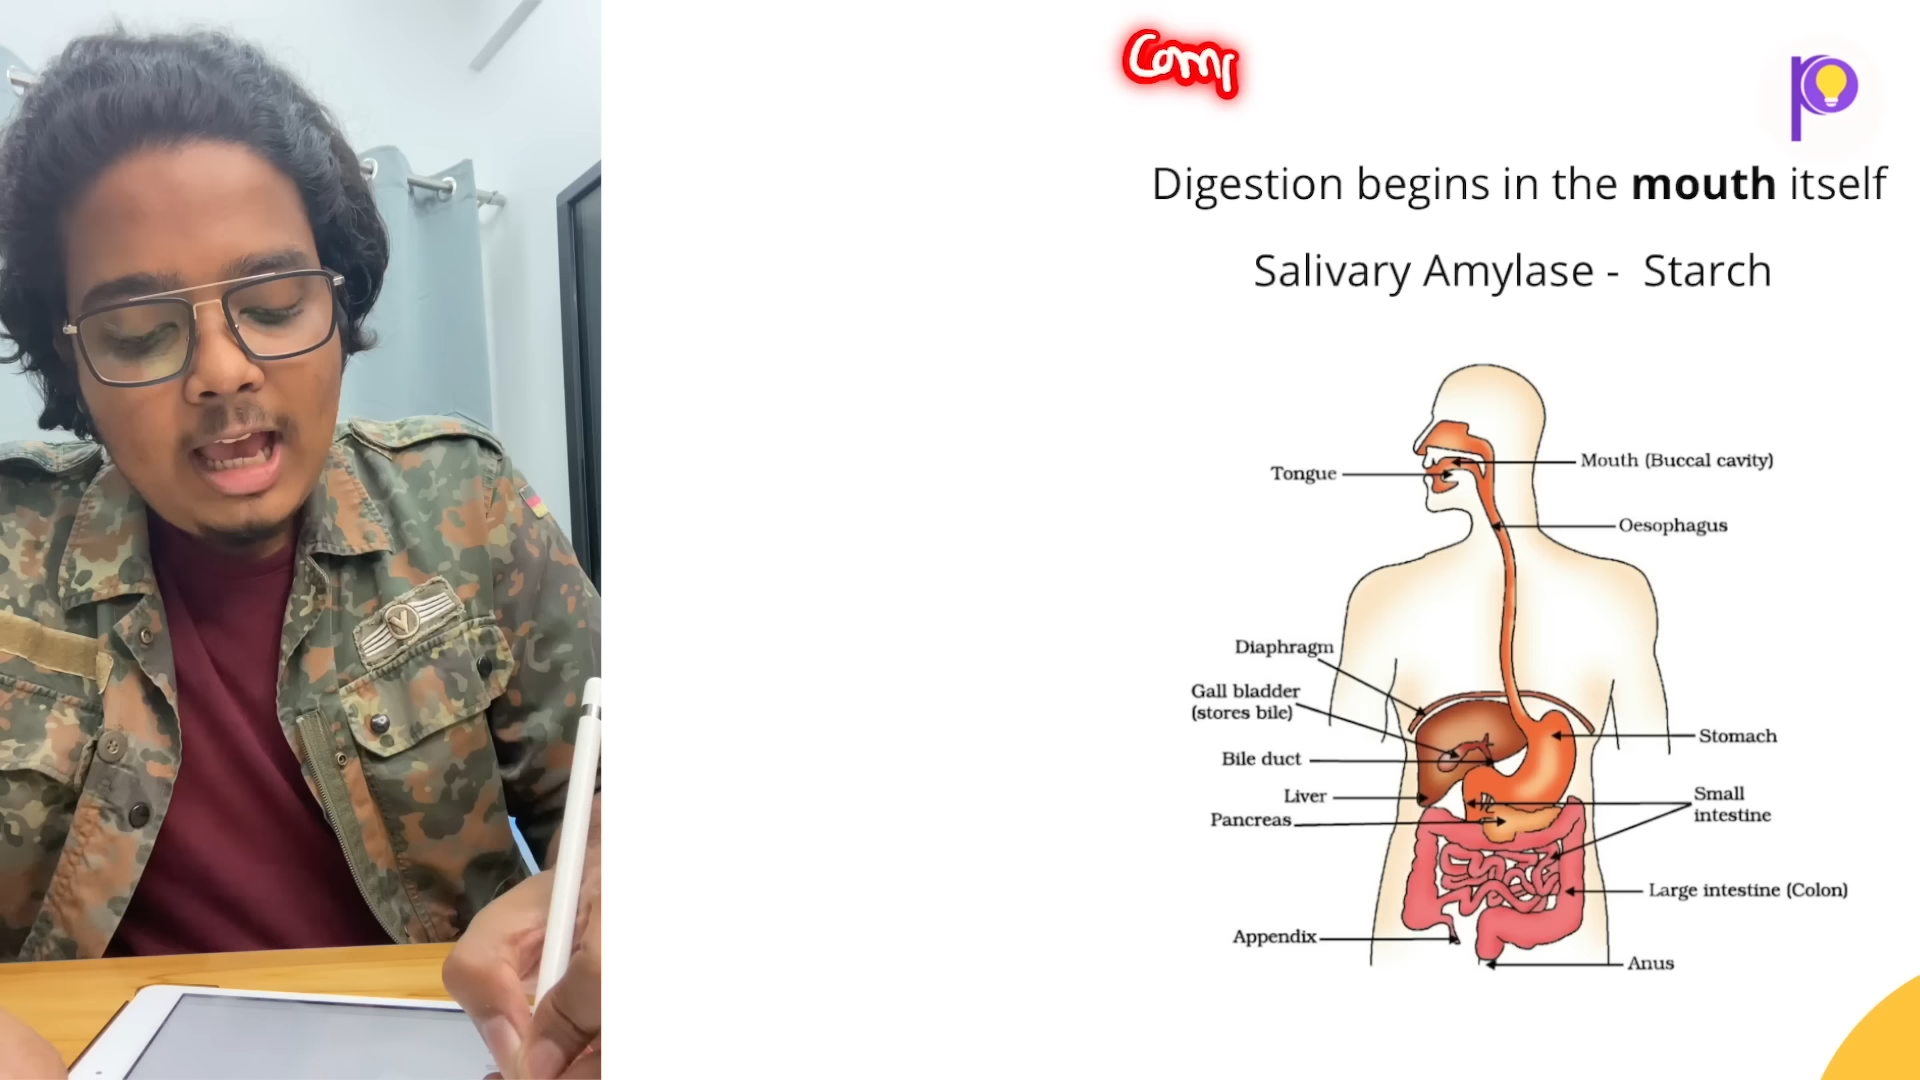 Comp
Digestion begins in the mouth itself
Salivary Amylase - Starch
Tongue
Mouth (Buccal cavity)
Oesophagus
Diaphragm
Gall bladder
(stores bile)
Stomach
Bile duct
Liver
Small
intestine
Pancreas
Large intestine (Colon)
Appendix
Anus